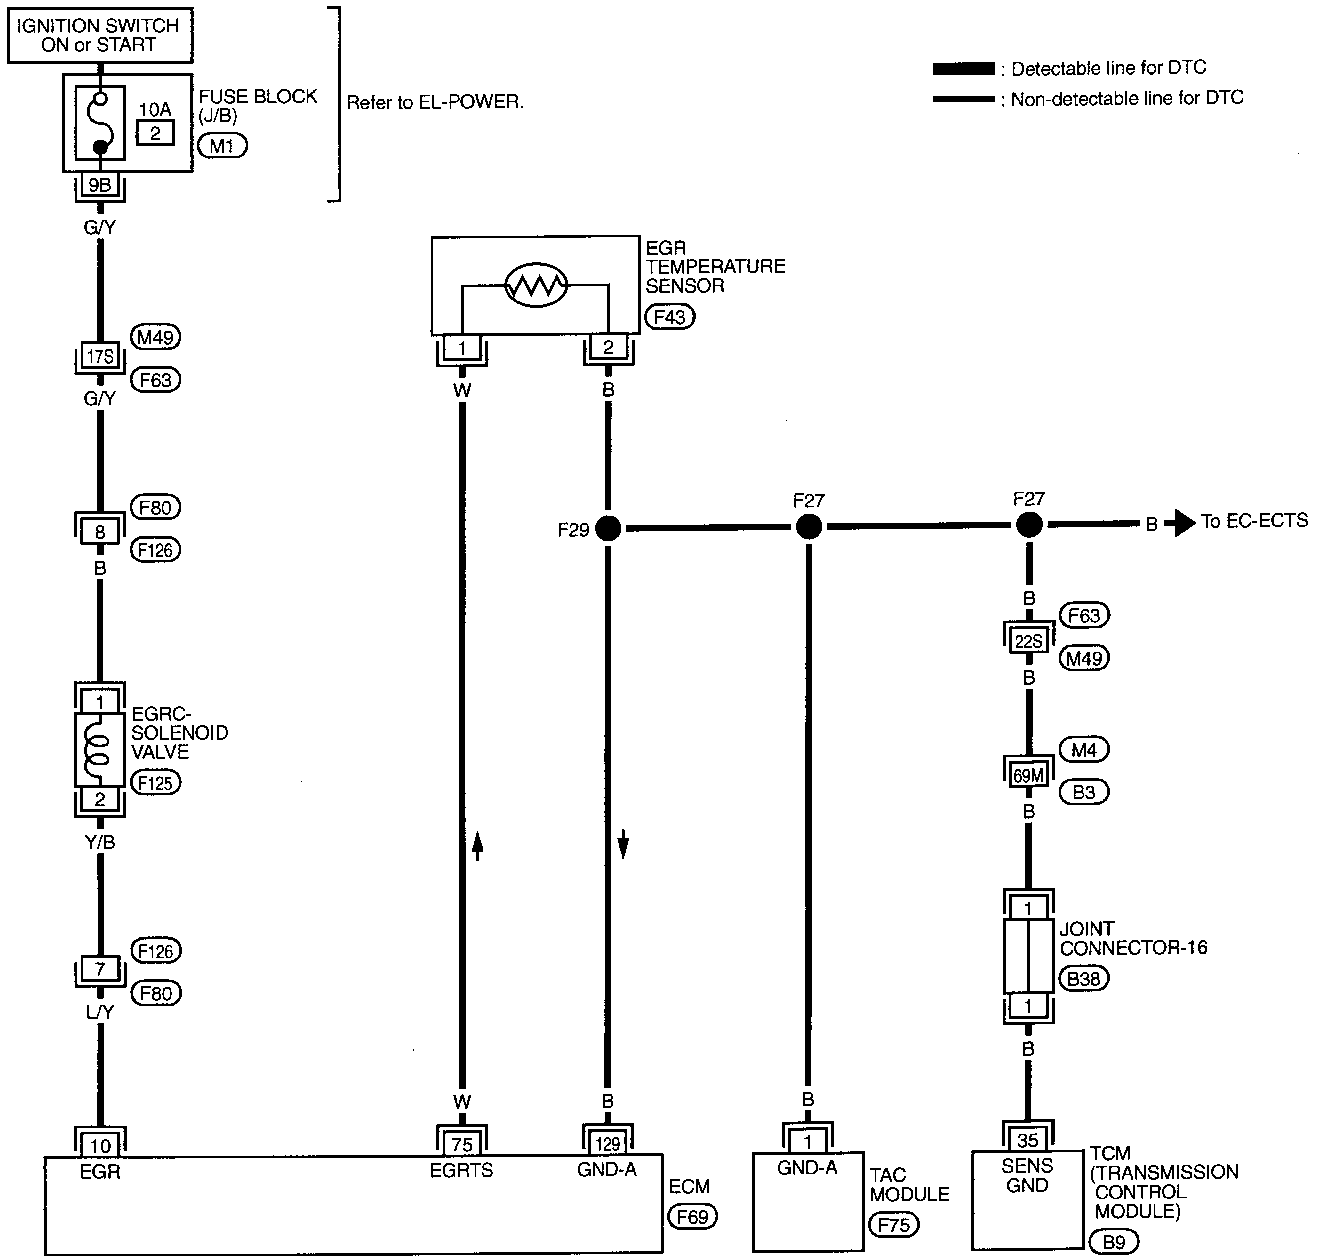 IGNITION SWITCH
ON or START
10A
2
FUSE BLOCK
(J/B)
M1
Refer to EL-POWER.
: Detectable line for DTC
: Non-detectable line for DTC
9B
G/Y
M49
17S
F63
G/Y
F80
8
F126
B
1
EGRC-
SOLENOID
VALVE
F125
2
Y/B
F126
7
F80
L/Y
10
EGR
EGR
TEMPERATURE
SENSOR
F43
1
2
W
B
F29
F27
F27
B
To EC-ECTS
B
F63
22S
M49
B
M4
69M
B3
B
1
JOINT
CONNECTOR-16
B38
1
B
W
B
B
75
129
1
35
EGRTS
GND-A
ECM
F69
GND-A
TAC
MODULE
F75
SENS
GND
TCM
(TRANSMISSION
CONTROL
MODULE)
B9